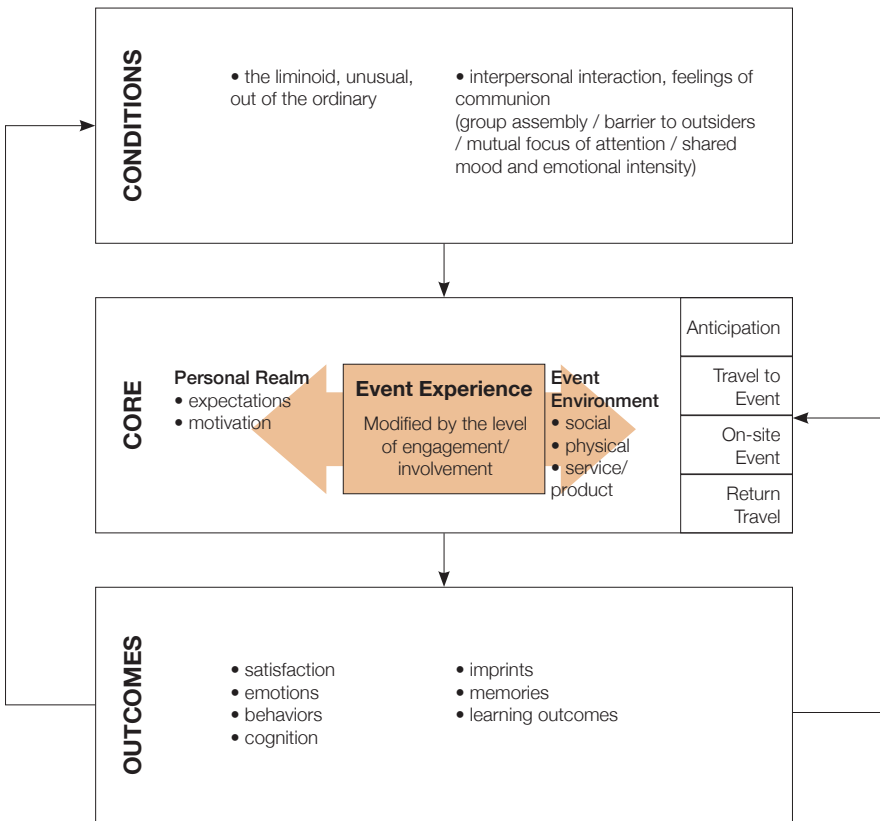 CONDITIONS
• the liminoid, unusual,
out of the ordinary
• interpersonal interaction, feelings of
communion
(group assembly / barrier to outsiders
/ mutual focus of attention / shared
mood and emotional intensity)
CORE
Personal Realm
• expectations
• motivation
Event Experience
Modified by the level
of engagement/
involvement
Event
Environment
• social
• physical
• service/
product
Anticipation
Travel to
Event
On-site
Event
Return
Travel
OUTCOMES
• satisfaction
• emotions
• behaviors
• cognition
• imprints
• memories
• learning outcomes